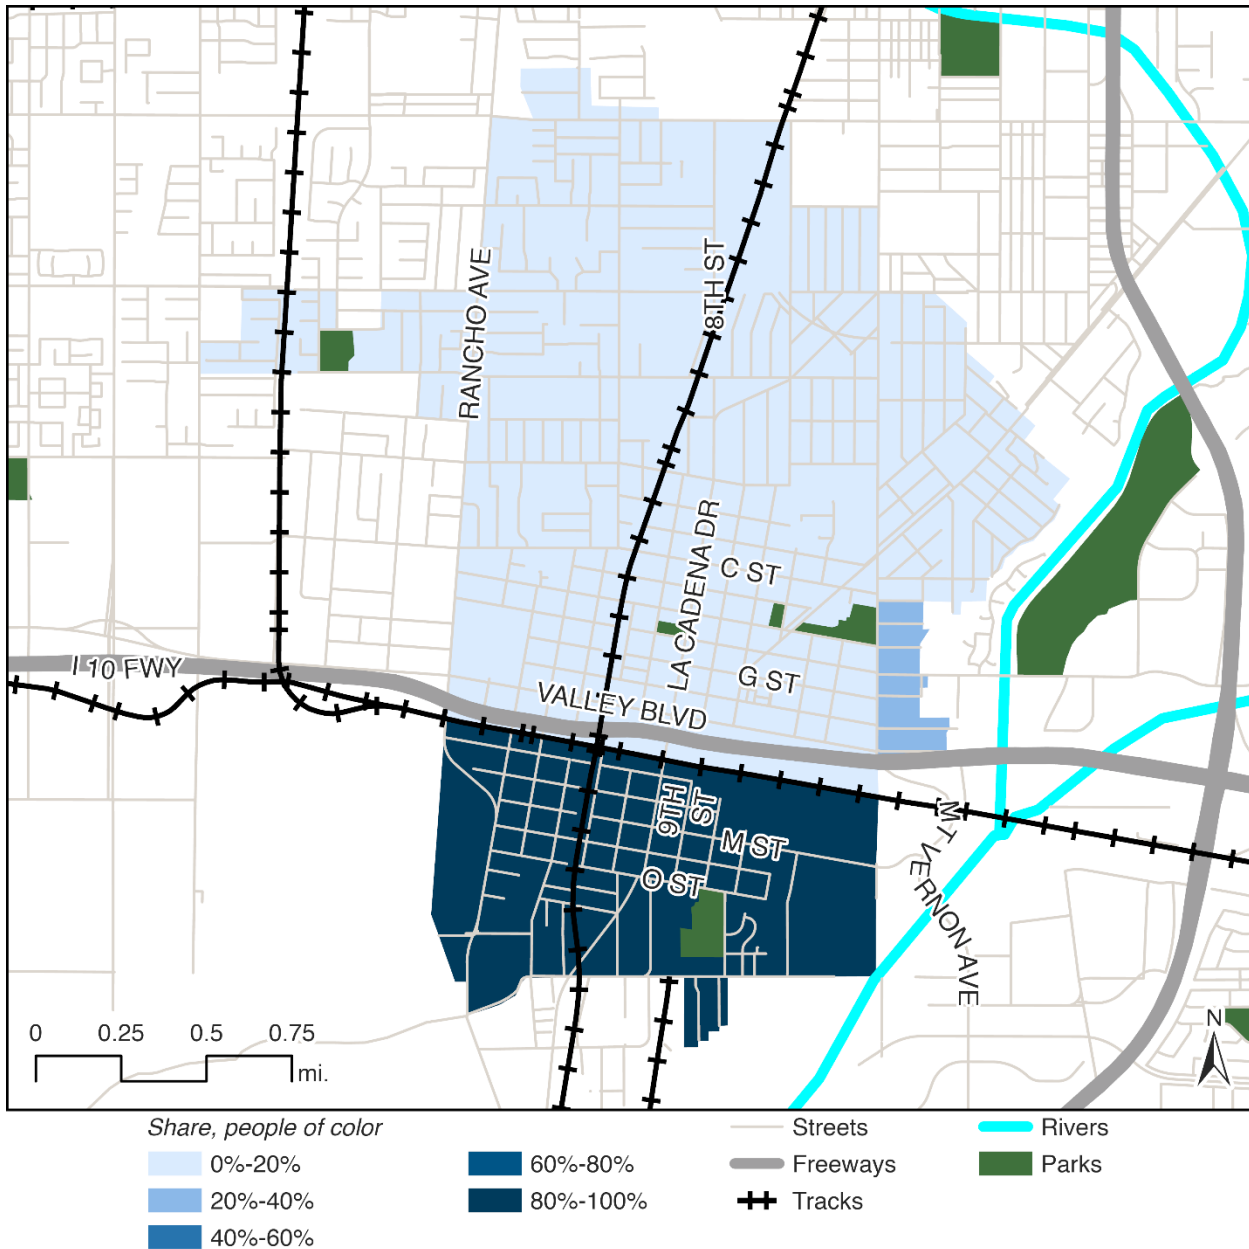 RANCHO AVE
8TH ST
LA CADENA DR
C ST
G ST
I 10 FWY
VALLEY BLVD
9TH ST
M ST
O ST
MT VERNON AVE
0 0.25 0.5 0.75
mi.
N
Share, people of color
0%-20%
20%-40%
40%-60%
60%-80%
80%-100%
Streets
Freeways
Tracks
Rivers
Parks